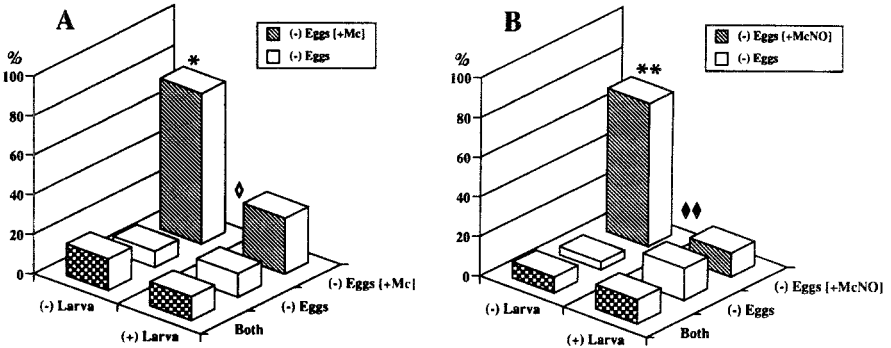 A
(-) Eggs [+Mc]
(-) Eggs
%
100
80
60
40
20
0
*
◊
(-) Larva
(+) Larva
Both
(-) Eggs
(-) Eggs [+Mc]
B
(-) Eggs [+McNO]
(-) Eggs
%
100
80
60
40
20
0
**
♦♦
(-) Larva
(+) Larva
Both
(-) Eggs
(-) Eggs [+McNO]